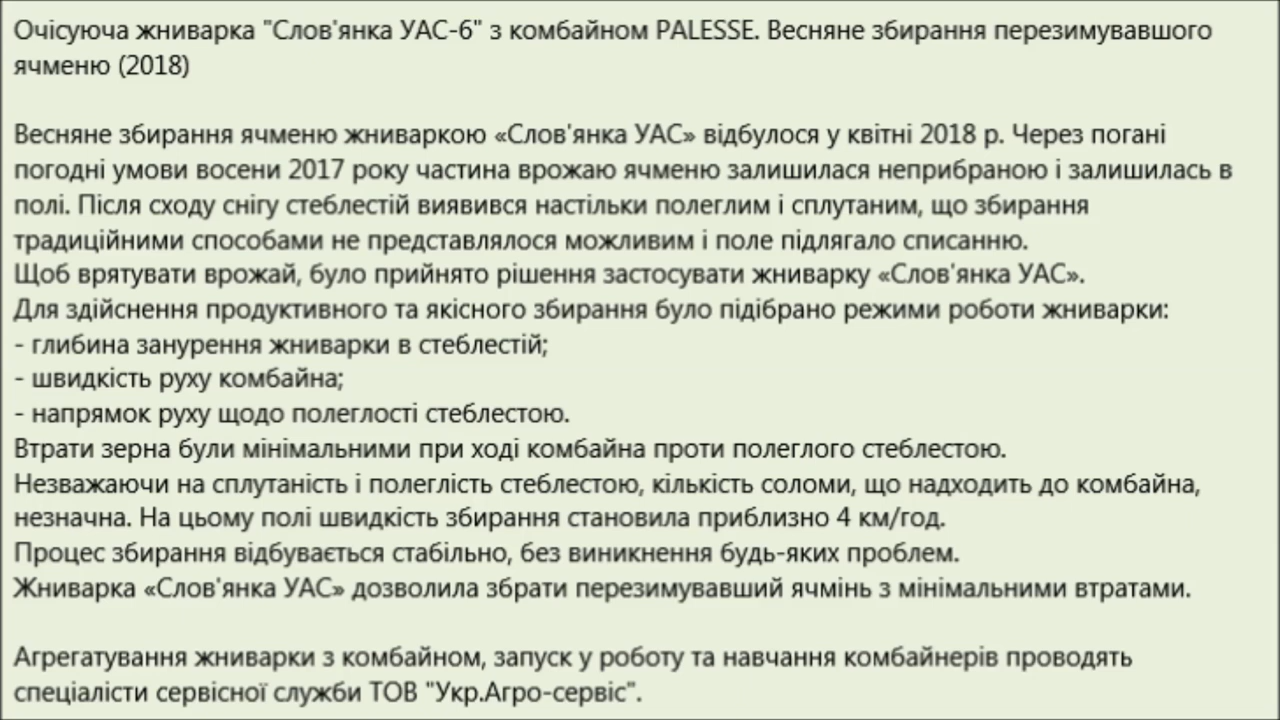 Очісуюча жниварка "Слов'янка УАС-6" з комбайном PALESSE. Весняне збирання перезимувавшого
ячменю (2018)
Весняне збирання ячменю жниваркою «Слов'янка УАС» відбулося у квітні 2018 р. Через погані
погодні умови восени 2017 року частина врожаю ячменю залишилася неприбраною і залишилась в
полі. Після сходу снігу стеблестій виявився настільки полеглим і сплутаним, що збирання
традиційними способами не представлялося можливим і поле підлягало списанню.
Щоб врятувати врожай, було прийнято рішення застосувати жниварку «Слов'янка УАС».
Для здійснення продуктивного та якісного збирання було підібрано режими роботи жниварки:
- глибина занурення жниварки в стеблестій;
- швидкість руху комбайна;
- напрямок руху щодо полеглості стеблестою.
Втрати зерна були мінімальними при ході комбайна проти полеглого стеблестою.
Незважаючи на сплутаність і полеглість стеблестою, кількість соломи, що надходить до комбайна,
незначна. На цьому полі швидкість збирання становила приблизно 4 км/год.
Процес збирання відбувається стабільно, без виникнення будь-яких проблем.
Жниварка «Слов'янка УАС» дозволила збрати перезимувавший ячмінь з мінімальними втратами.
Агрегатування жниварки з комбайном, запуск у роботу та навчання комбайнерів проводять
спеціалісти сервісної служби ТОВ "Укр.Агро-сервіс".